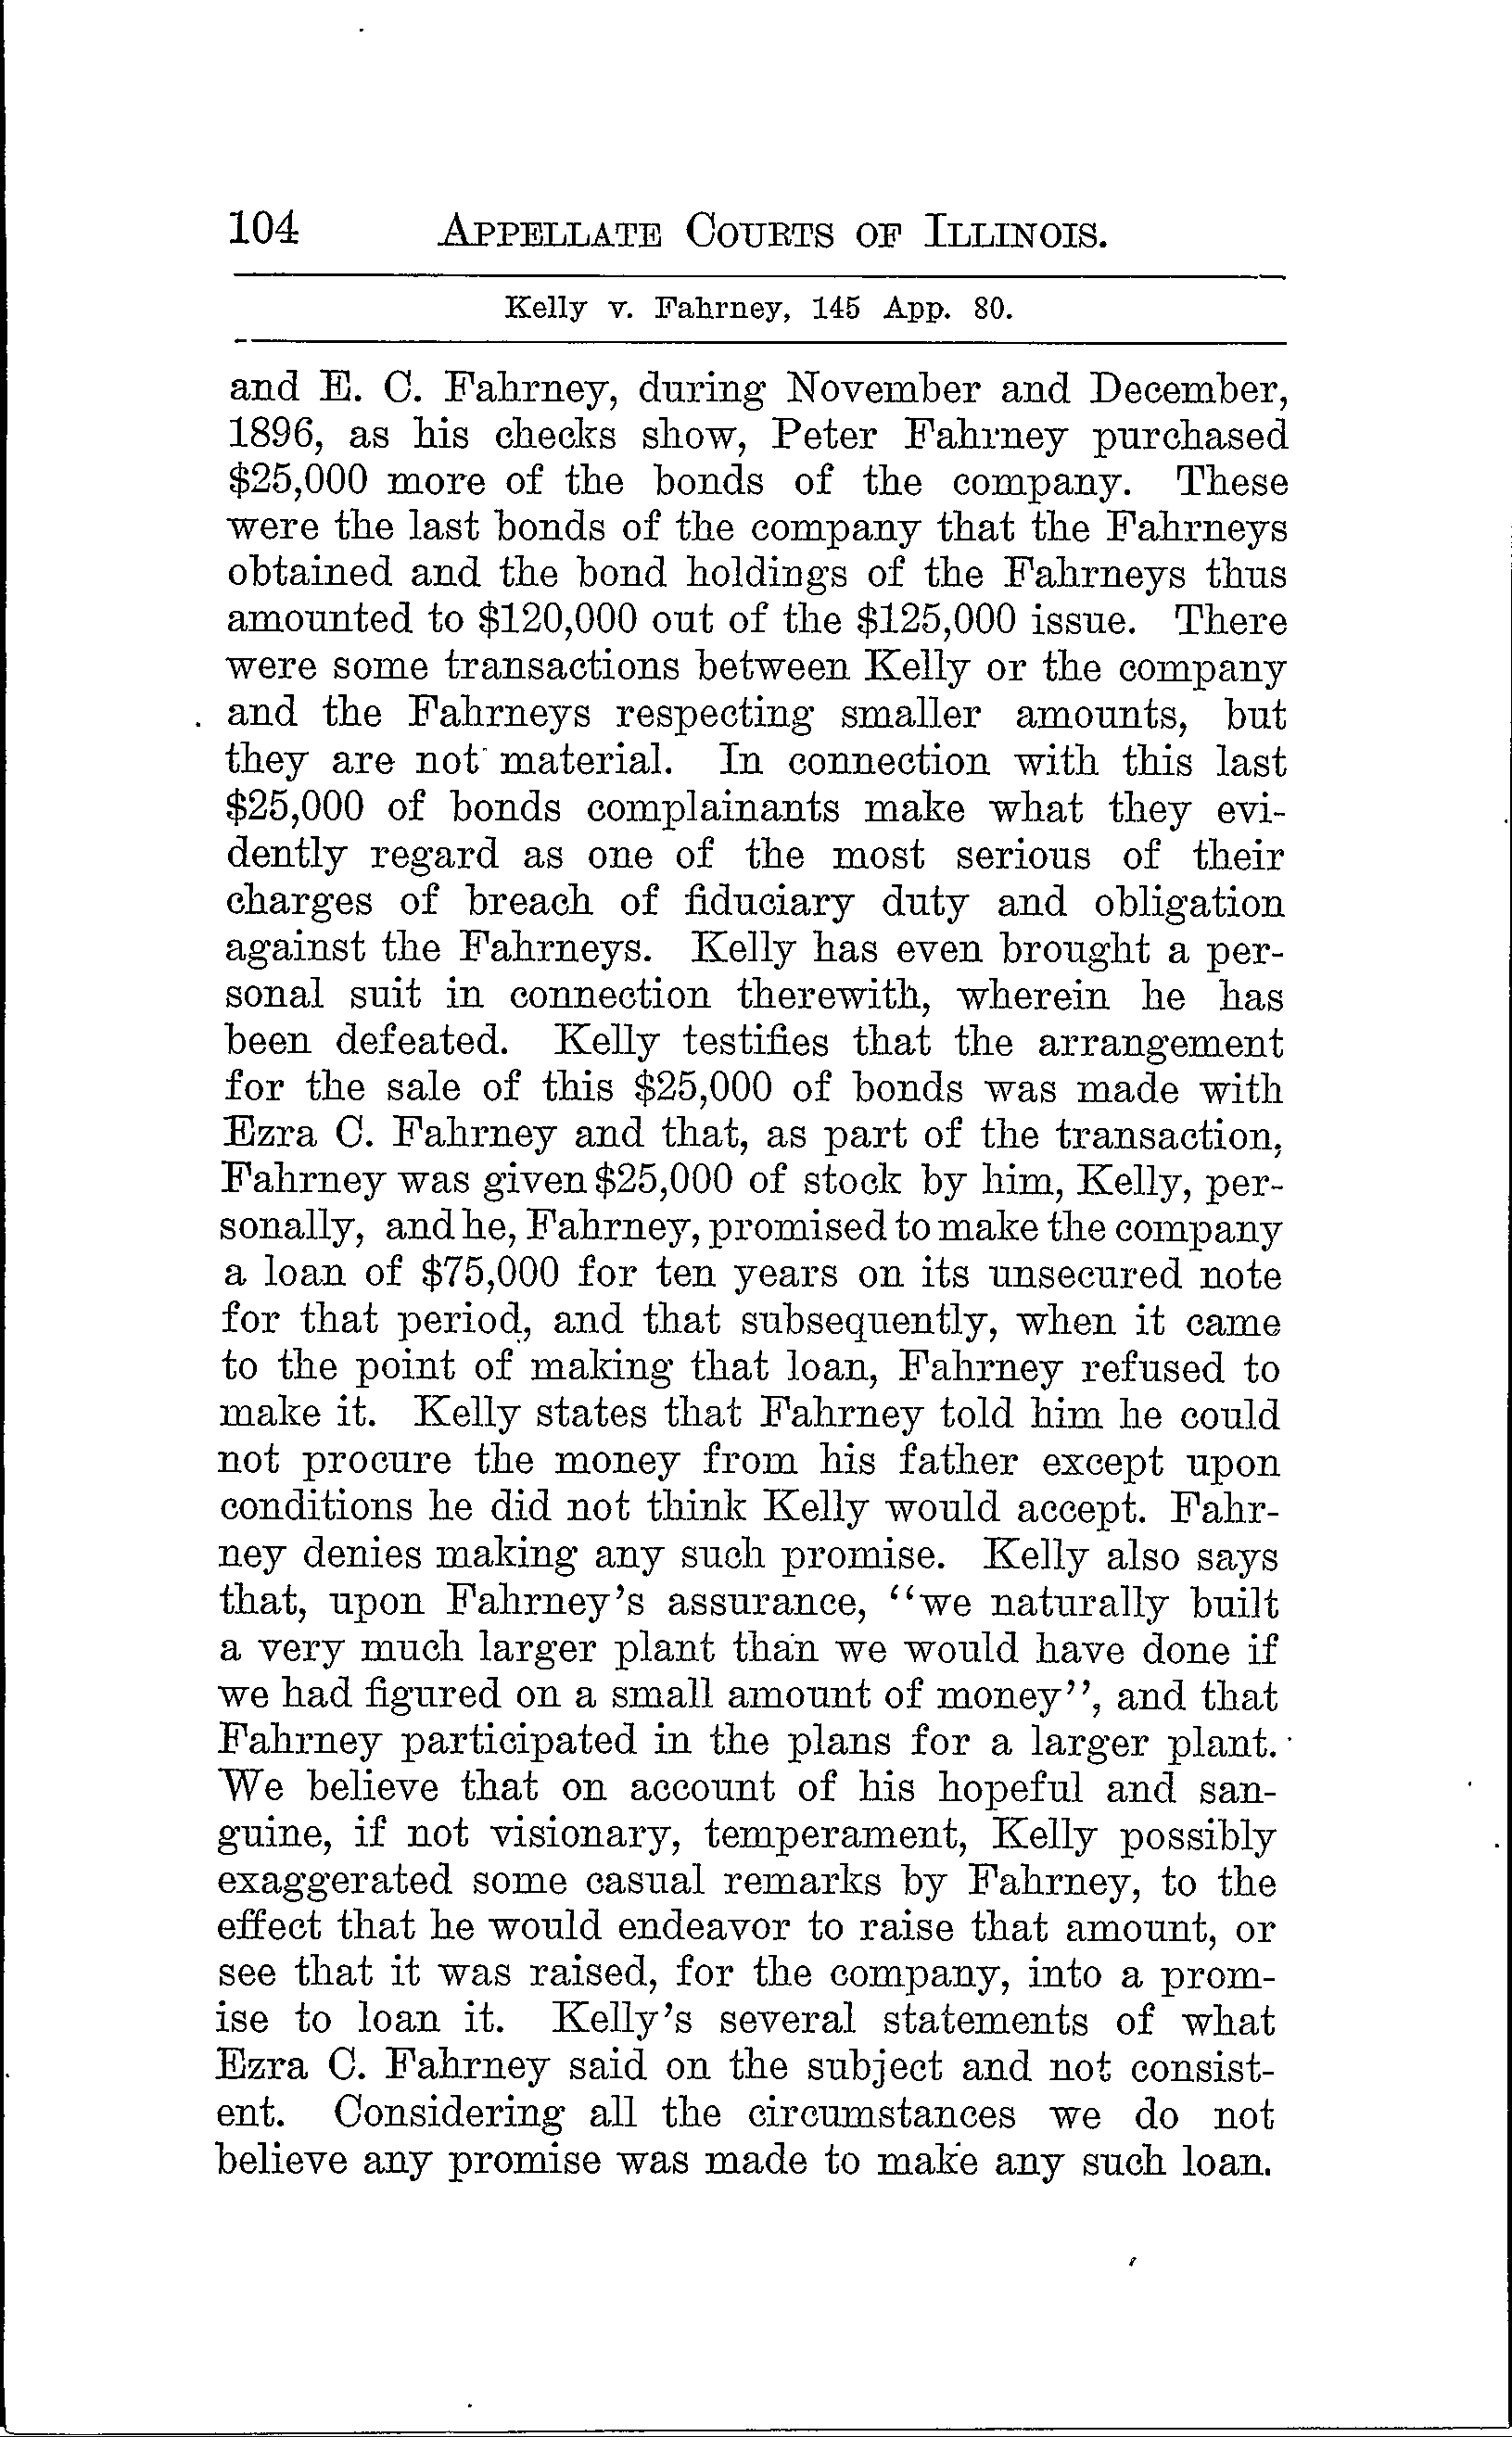 104 APPELLATE COURTS OF ILLINOIS.
Kelly v. Fahrney, 145 App. 80.
and E. C. Fahrney, during November and December,
1896, as his checks show, Peter Fahrney purchased
$25,000 more of the bonds of the company. These
were the last bonds of the company that the Fahrneys
obtained and the bond holdings of the Fahrneys thus
amounted to $120,000 out of the $125,000 issue. There
were some transactions between Kelly or the company
and the Fahrneys respecting smaller amounts, but
they are not material. In connection with this last
$25,000 of bonds complainants make what they evi-
dently regard as one of the most serious of their
charges of breach of fiduciary duty and obligation
against the Fahrneys. Kelly has even brought a per-
sonal suit in connection therewith, wherein he has
been defeated. Kelly testifies that the arrangement
for the sale of this $25,000 of bonds was made with
Ezra C. Fahrney and that, as part of the transaction,
Fahrney was given $25,000 of stock by him, Kelly, per-
sonally, and he, Fahrney, promised to make the company
a loan of $75,000 for ten years on its unsecured note
for that period, and that subsequently, when it came
to the point of making that loan, Fahrney refused to
make it. Kelly states that Fahrney told him he could
not procure the money from his father except upon
conditions he did not think Kelly would accept. Fahr-
ney denies making any such promise. Kelly also says
that, upon Fahrney's assurance, "we naturally built
a very much larger plant than we would have done if
we had figured on a small amount of money", and that
Fahrney participated in the plans for a larger plant.
We believe that on account of his hopeful and san-
guine, if not visionary, temperament, Kelly possibly
exaggerated some casual remarks by Fahrney, to the
effect that he would endeavor to raise that amount, or
see that it was raised, for the company, into a prom-
ise to loan it. Kelly's several statements of what
Ezra C. Fahrney said on the subject and not consist-
ent. Considering all the circumstances we do not
believe any promise was made to make any such loan.